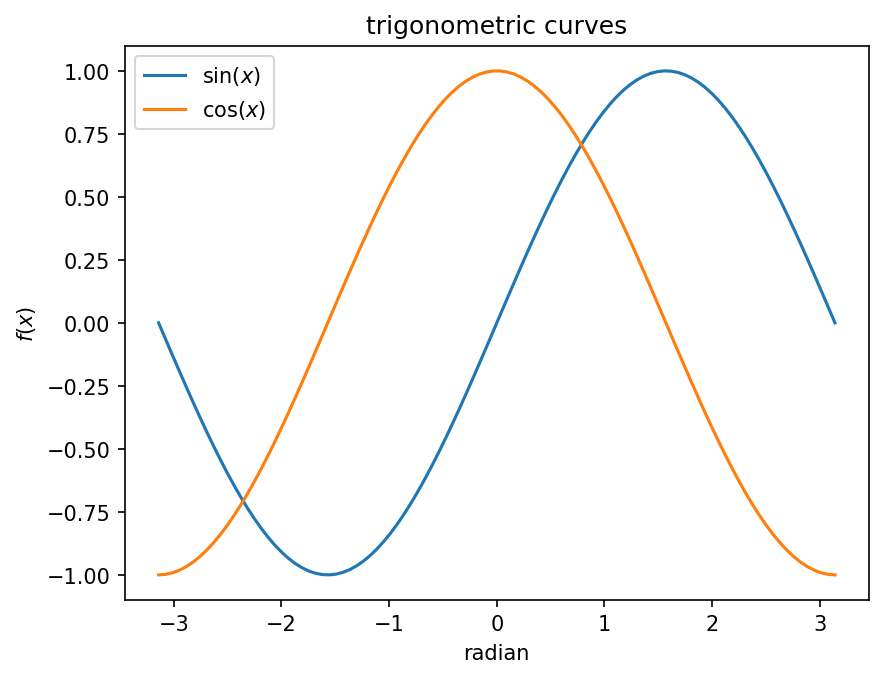 trigonometric curves
sin(x)
cos(x)
1.00
0.75
0.50
0.25
0.00
−0.25
−0.50
−0.75
−1.00
f(x)
−3 −2 −1 0 1 2 3
radian